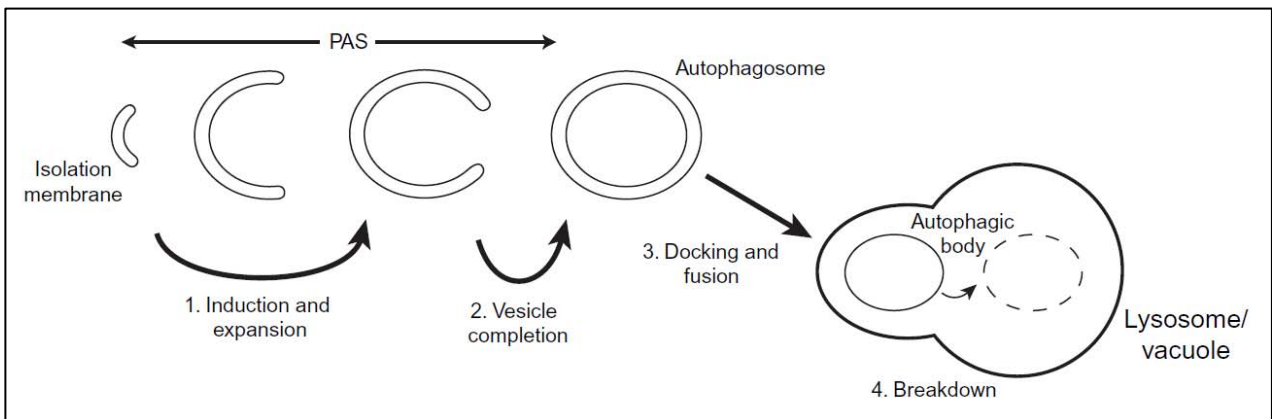 PAS
Autophagosome
Isolation
membrane
1. Induction and
expansion
2. Vesicle
completion
3. Docking and
fusion
Autophagic
body
Lysosome/
vacuole
4. Breakdown